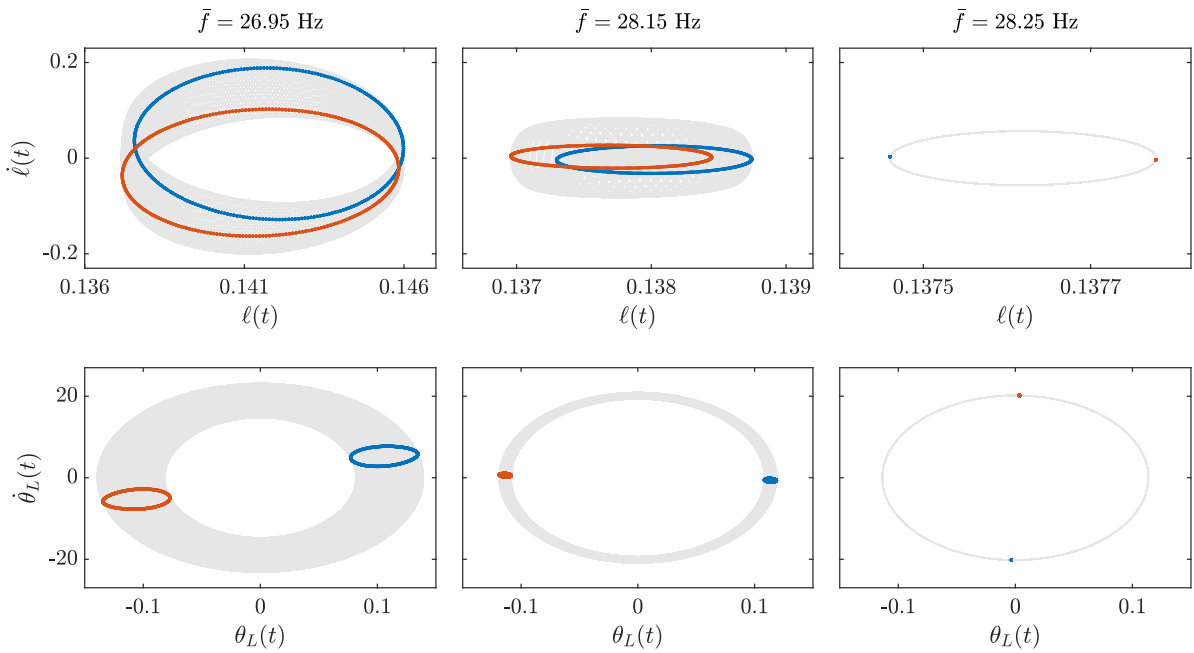 f̄ = 26.95 Hz
f̄ = 28.15 Hz
f̄ = 28.25 Hz
0.2
0
-0.2
ℓ̇(t)
0.136 0.141 0.146
ℓ(t)
0.137 0.138 0.139
ℓ(t)
0.1375 0.1377
ℓ(t)
20
0
-20
θ̇_L(t)
-0.1 0 0.1
θ_L(t)
-0.1 0 0.1
θ_L(t)
-0.1 0 0.1
θ_L(t)